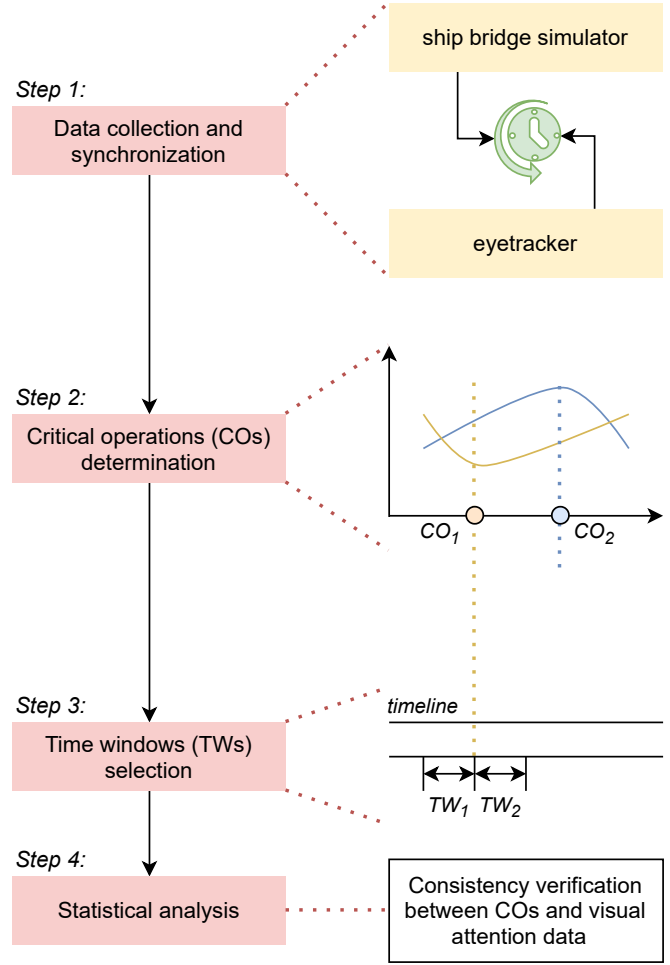 ship bridge simulator
Step 1:
Data collection and
synchronization
eyetracker
Step 2:
Critical operations (COs)
determination
CO1
CO2
Step 3:
Time windows (TWs)
selection
timeline
TW1
TW2
Step 4:
Statistical analysis
Consistency verification
between COs and visual
attention data